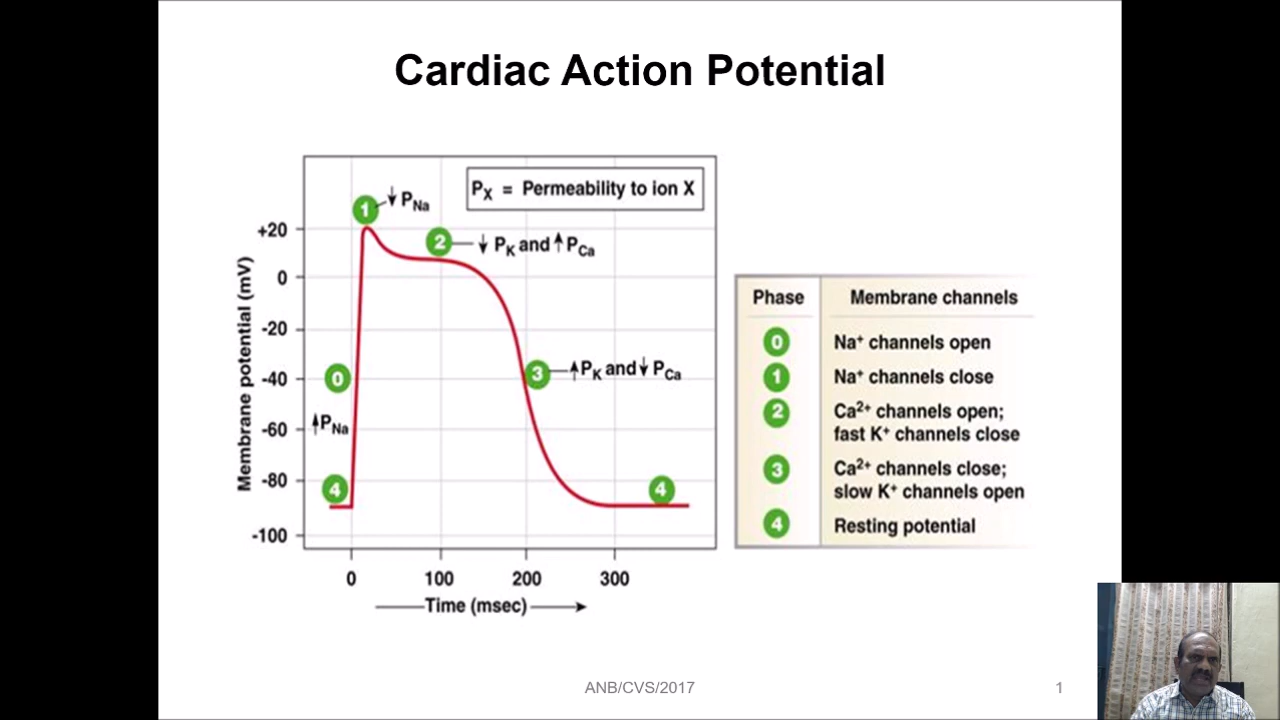 Cardiac Action Potential
PX = Permeability to ion X
1
↓ PNa
2
↓ PK and ↑ PCa
3
↑PK and ↓ PCa
0
↑PNa
4
4
+20
0
-20
-40
-60
-80
-100
Membrane potential (mV)
0 100 200 300
Time (msec)
Phase Membrane channels
0 Na⁺ channels open
1 Na⁺ channels close
2 Ca²⁺ channels open;
fast K⁺ channels close
3 Ca²⁺ channels close;
slow K⁺ channels open
4 Resting potential
ANB/CVS/2017
1